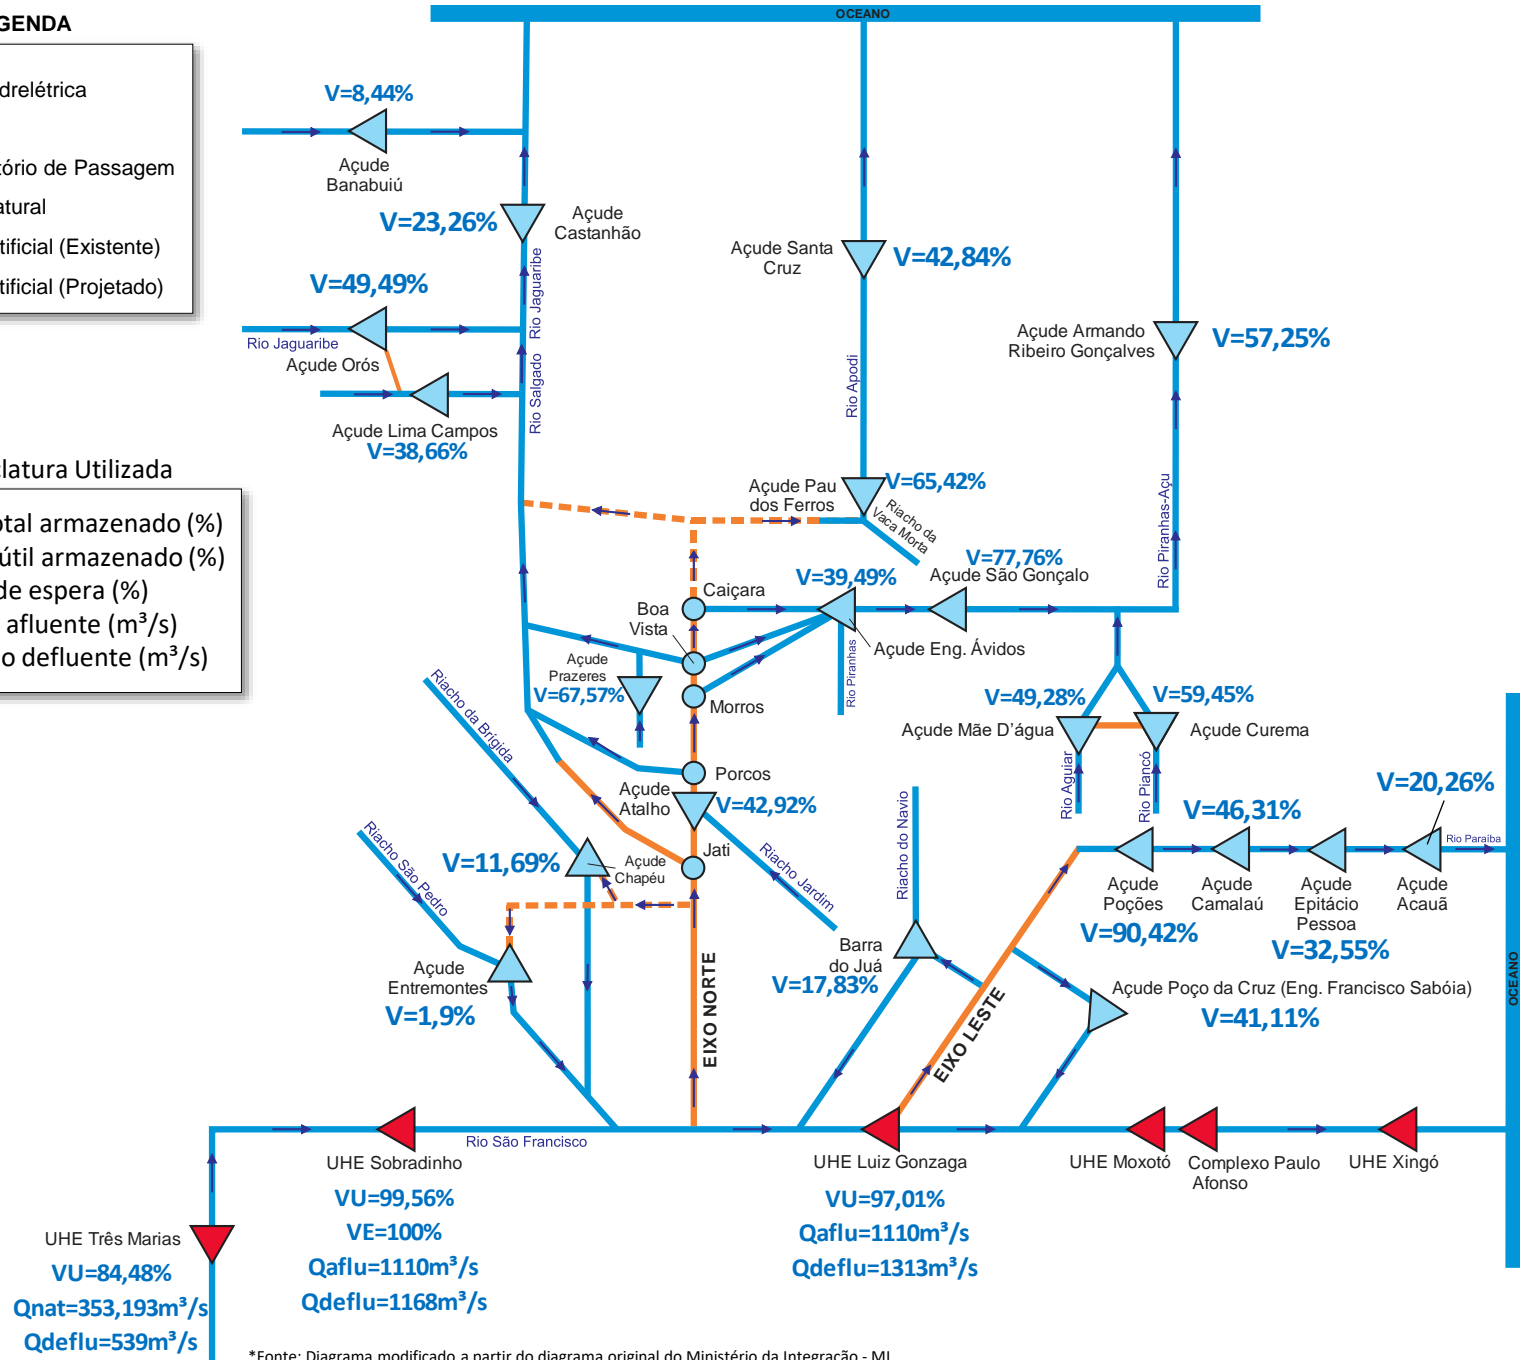 OCEANO
GENDA
drelétrica
tório de Passagem
atural
tificial (Existente)
tificial (Projetado)
V=8,44%
Açude
Banabuiú
V=23,26%
Açude
Castanhão
V=49,49%
Rio Jaguaribe
Açude Orós
Rio Jaguaribe
Rio Salgado
Açude Lima Campos
V=38,66%
Açude Santa
Cruz
V=42,84%
Rio Apodi
Açude Armando
Ribeiro Gonçalves
V=57,25%
Rio Piranhas-Açu
clatura Utilizada
otal armazenado (%)
útil armazenado (%)
de espera (%)
afluente (m³/s)
o defluente (m³/s)
Açude Pau
dos Ferros
V=65,42%
Riacho da
Vaca Morta
V=77,76%
Açude São Gonçalo
V=39,49%
Açude Eng. Ávidos
Rio Piranhas
Caiçara
Boa
Vista
Morros
Açude
Prazeres
V=67,57%
Porcos
Açude
Atalho
V=42,92%
Jati
Riacho Jardim
Riacho da Brígida
Riacho São Pedro
V=11,69%
Açude
Chapéu
Açude
Entremontes
V=1,9%
EIXO NORTE
V=49,28%
Açude Mãe D'água
Rio Aguiar
V=59,45%
Açude Curema
Rio Piancó
V=20,26%
V=46,31%
Rio Paraíba
Açude
Poções
V=90,42%
Açude
Camalaú
Açude
Epitácio
Pessoa
V=32,55%
Açude
Acauã
Riacho do Navio
Barra
do Juá
V=17,83%
EIXO LESTE
Açude Poço da Cruz (Eng. Francisco Sabóia)
V=41,11%
OCEANO
Rio São Francisco
UHE Sobradinho
VU=99,56%
VE=100%
Qaflu=1110m³/s
Qdeflu=1168m³/s
UHE Luiz Gonzaga
VU=97,01%
Qaflu=1110m³/s
Qdeflu=1313m³/s
UHE Moxotó
Complexo Paulo
Afonso
UHE Xingó
UHE Três Marias
VU=84,48%
Qnat=353,193m³/s
Qdeflu=539m³/s
*Fonte: Diagrama modificado a partir do diagrama original do Ministério da Integração - MI